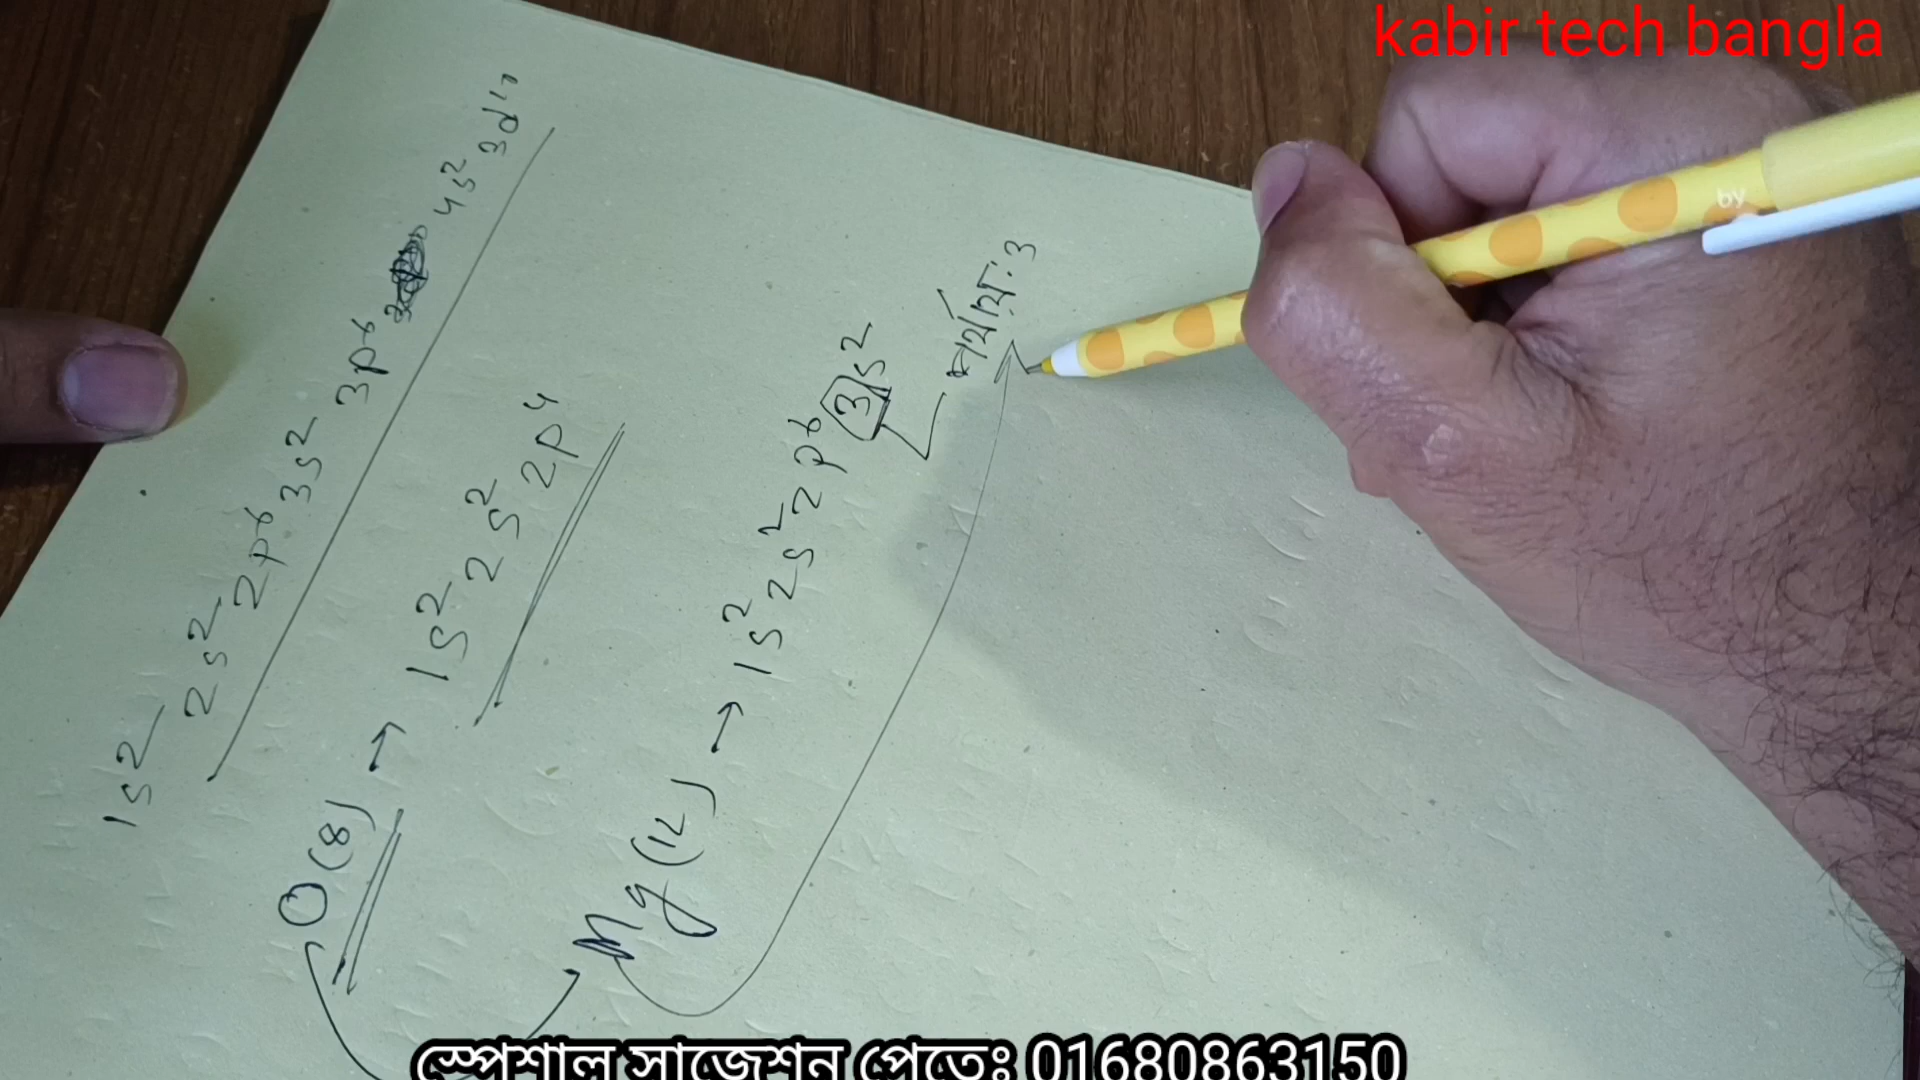 kabir tech bangla
1s2 2s2 2p6 3s2 3p6 4s2 3d10
O(8) → 1s2 2s2 2p4
Mg(12) → 1s2 2s2 2p6 3s2
পর্যায়: 3
by
স্পেশাল সাজেশন পেতেঃ 01680863150